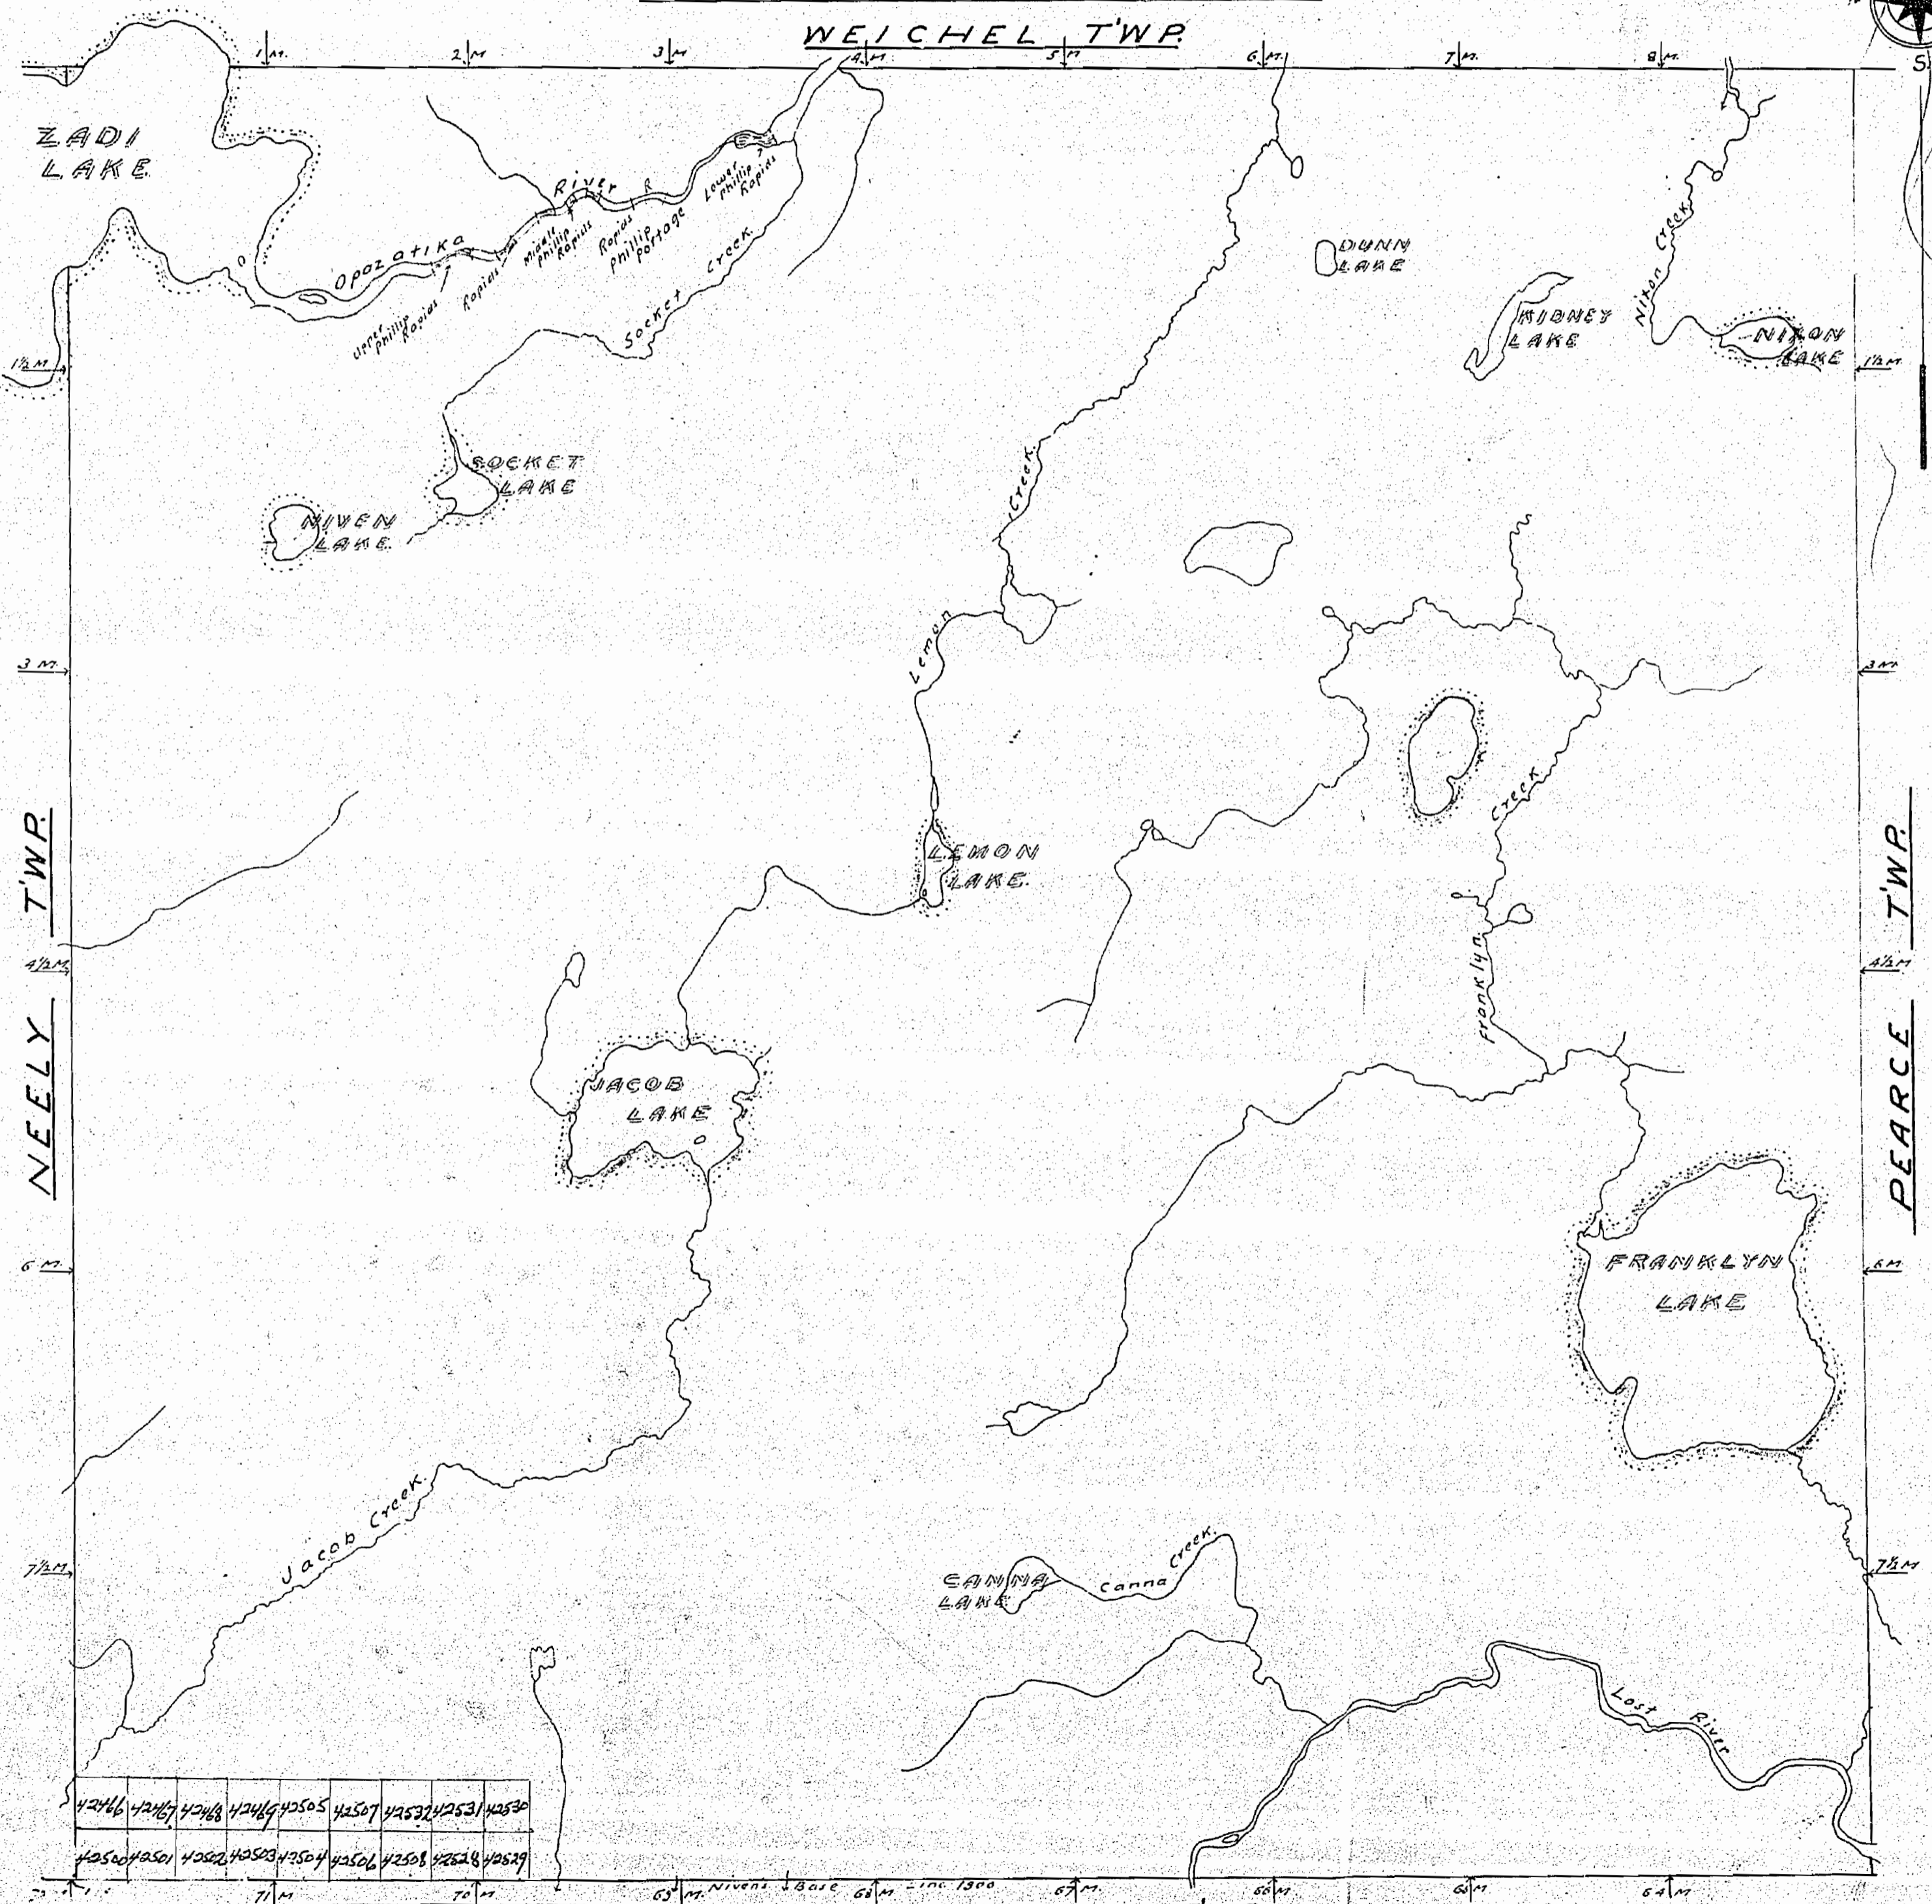 WEICHEL T'WP.
1 M.
2 M
3 M
4 M.
5 M
6 M.
7 M.
8 M.
S
ZADI
LAKE
Opazatika
River
R
Upper
Phillip
Rapids
Rapids
Middle
Phillip
Rapids
Rapids
Phillip
Portage
Lower
Phillip
Rapids
Socket Creek.
DUNN
LAKE
KIDNEY
LAKE
Nixon Creek
NIXON
LAKE
1½ M
1½ M.
SOCKET
LAKE
NIVEN
LAKE.
Lemon Creek.
3 M.
3 M.
LEMON
LAKE.
Franklyn Creek
NEELY T'WP.
PEARCE T'WP.
4½ M.
4½ M.
JACOB
LAKE
6 M.
6 M
FRANKLYN
LAKE
Jacob Creek.
7½ M
7½ M
CANNA
LAKE
Canna Creek.
Lost River
42466 42467 42468 42469 42505 42507 42532 42531 42530
42500 42501 42502 42503 42504 42506 42508 42528 42529
71 M
70 M
69 M.
Nivens Base Line 1900
68 M.
67 M.
66 M
65 M
64 M